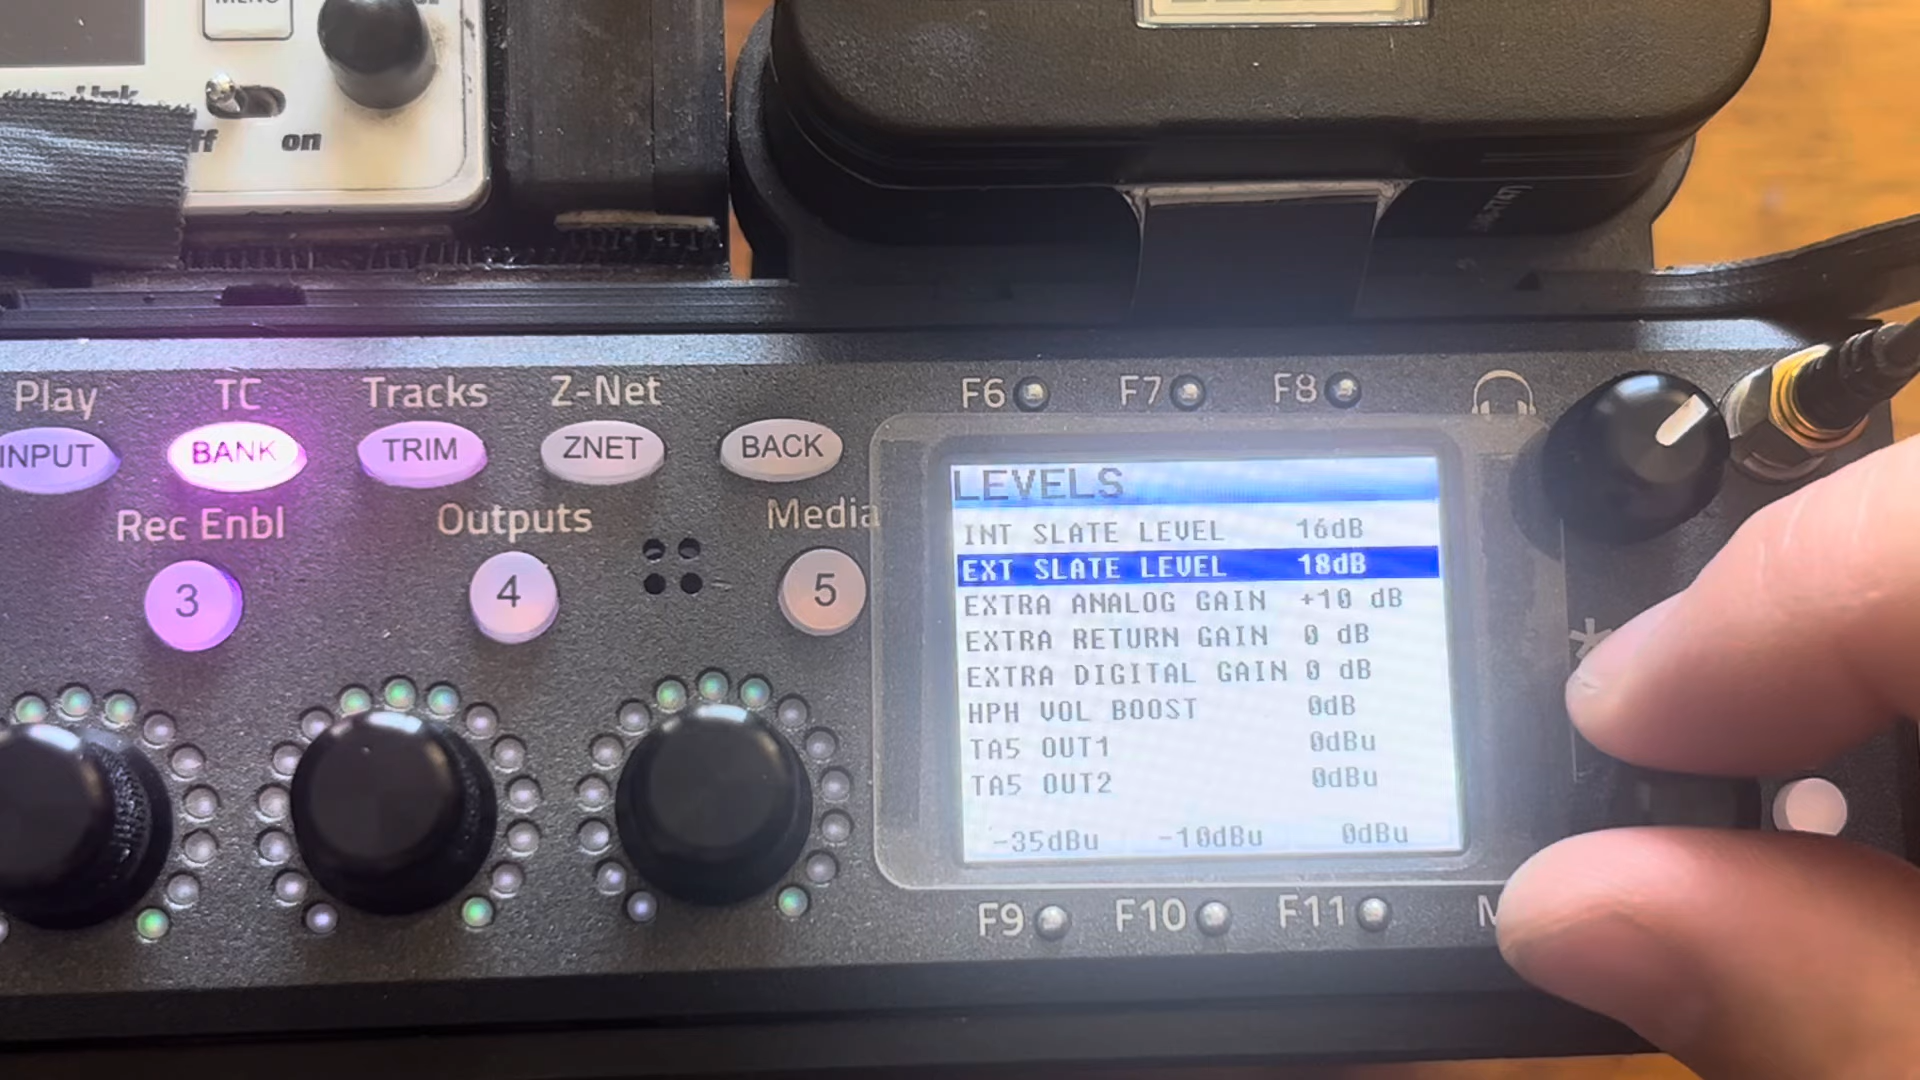 MENU
off on
Play TC Tracks Z-Net
INPUT BANK TRIM ZNET BACK
Rec Enbl Outputs Media
3 4 5
F6 F7 F8
LEVELS
INT SLATE LEVEL 16dB
EXT SLATE LEVEL 18dB
EXTRA ANALOG GAIN +10 dB
EXTRA RETURN GAIN 0 dB
EXTRA DIGITAL GAIN 0 dB
HPH VOL BOOST 0dB
TA5 OUT1 0dBu
TA5 OUT2 0dBu
-35dBu -10dBu 0dBu
*
F9 F10 F11 M